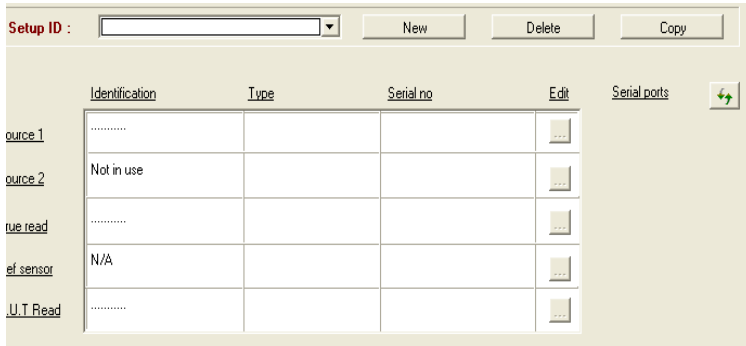 Setup ID :
New
Delete
Copy
Identification Type Serial no Edit Serial ports
ource 1 ........... ...
ource 2 Not in use ...
rue read ........... ...
ef sensor N/A ...
.U.T Read ........... ...